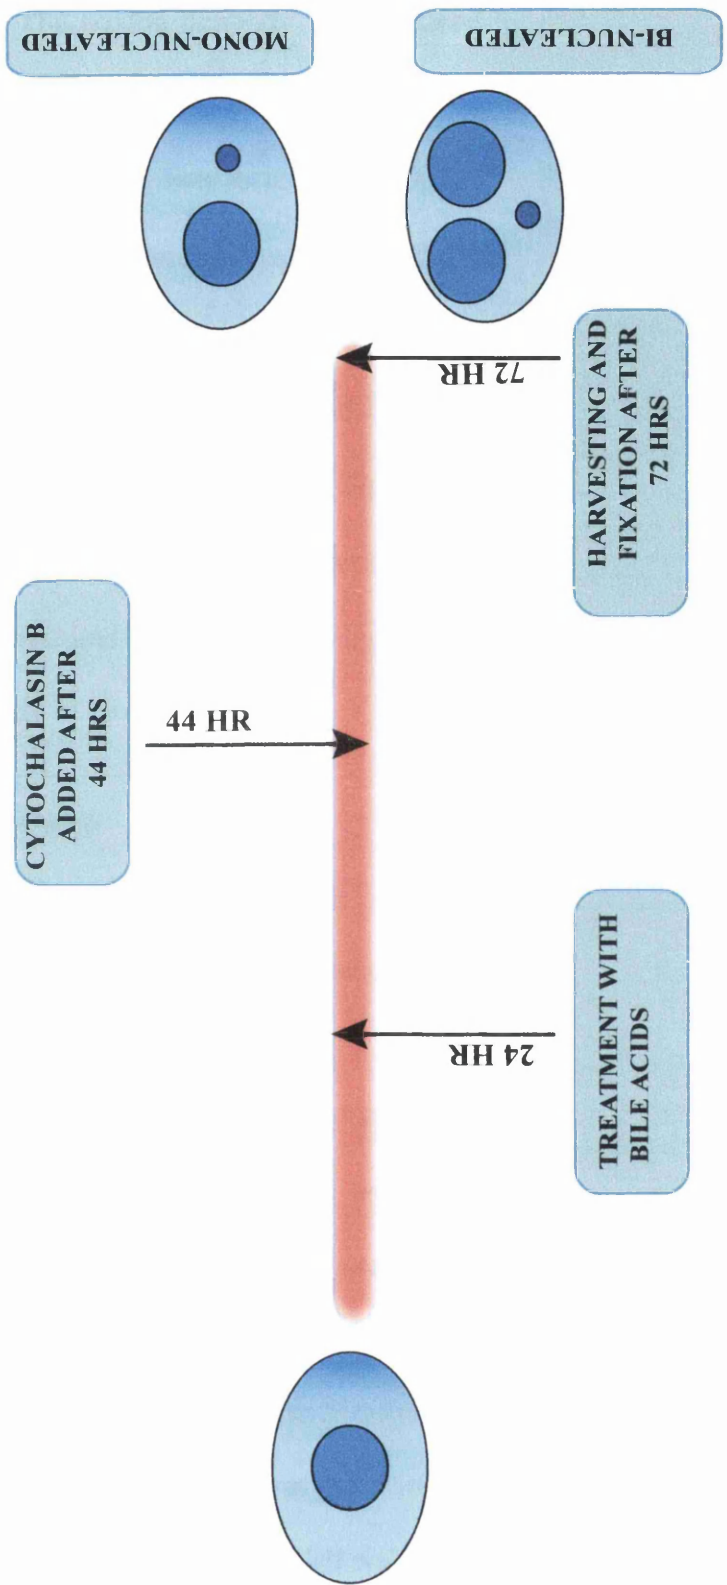 CYTOCHALASIN B
ADDED AFTER
44 HRS
44 HR
24 HR
TREATMENT WITH
BILE ACIDS
72 HR
HARVESTING AND
FIXATION AFTER
72 HRS
MONO-NUCLEATED
BI-NUCLEATED